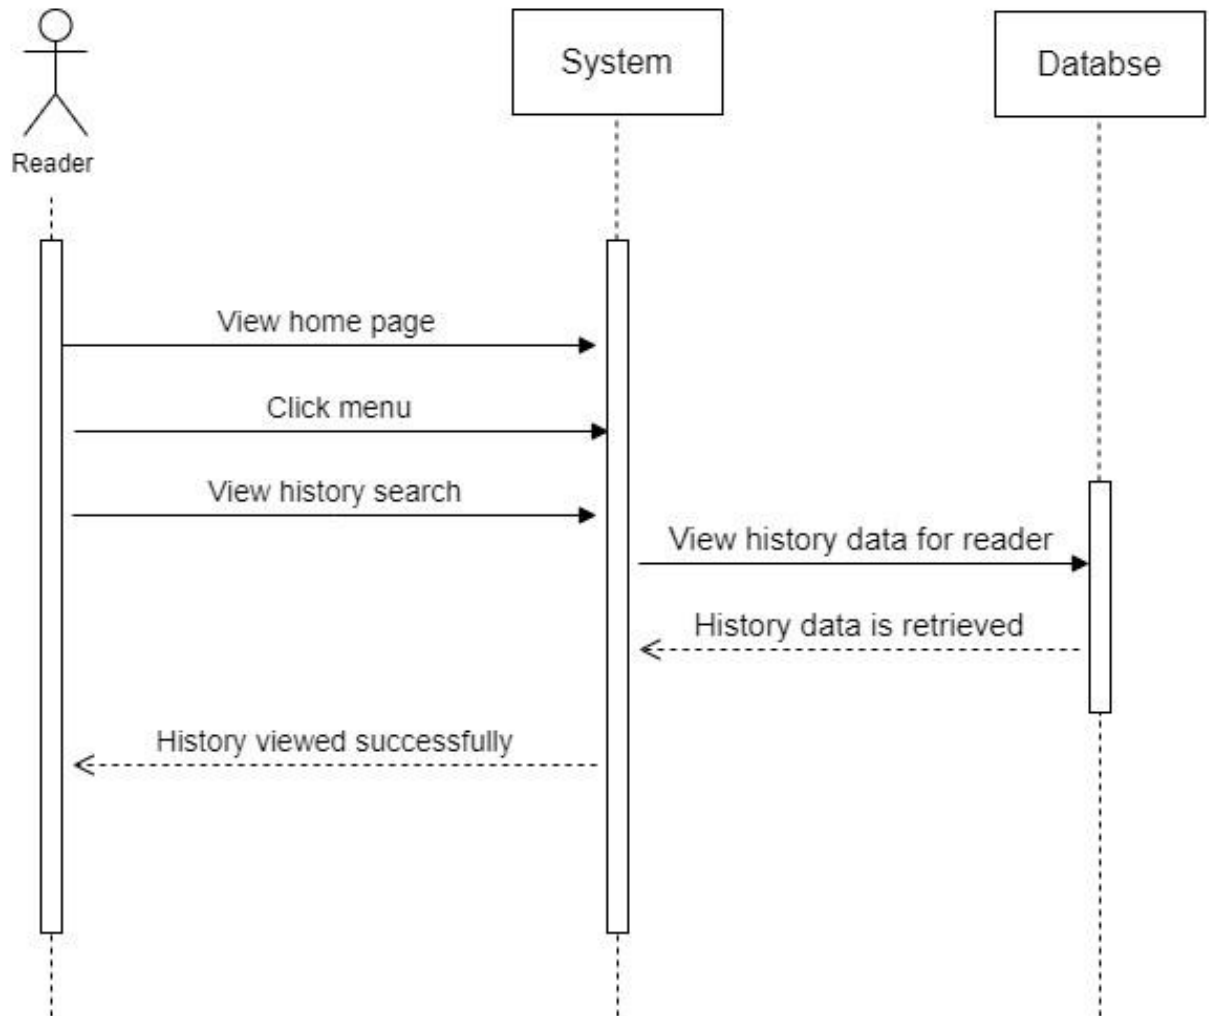 System
Databse
Reader
View home page
Click menu
View history search
View history data for reader
History data is retrieved
History viewed successfully